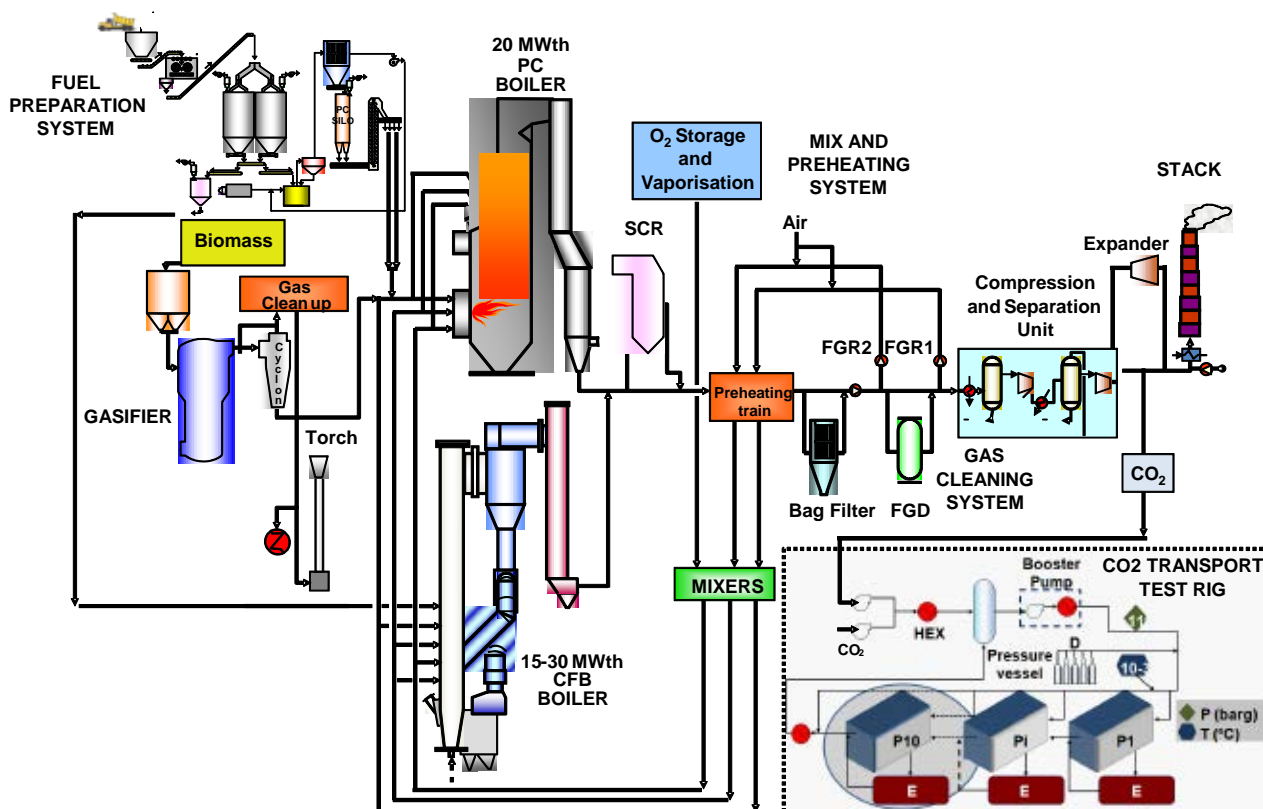 20 MWth
PC
BOILER
FUEL
PREPARATION
SYSTEM
PC
SILO
O2 Storage
and
Vaporisation
MIX AND
PREHEATING
SYSTEM
STACK
Biomass
SCR
Air
Expander
Gas
Clean up
Compression
and Separation
Unit
Cyclon
FGR2
FGR1
Preheating
train
GASIFIER
Torch
GAS
CLEANING
SYSTEM
CO2
Bag Filter
FGD
MIXERS
CO2 TRANSPORT
TEST RIG
Booster
Pump
11
HEX
CO2
D
Pressure
vessel
15-30 MWth
CFB
BOILER
P (barg)
T (ºC)
P10
Pi
P1
E
E
E